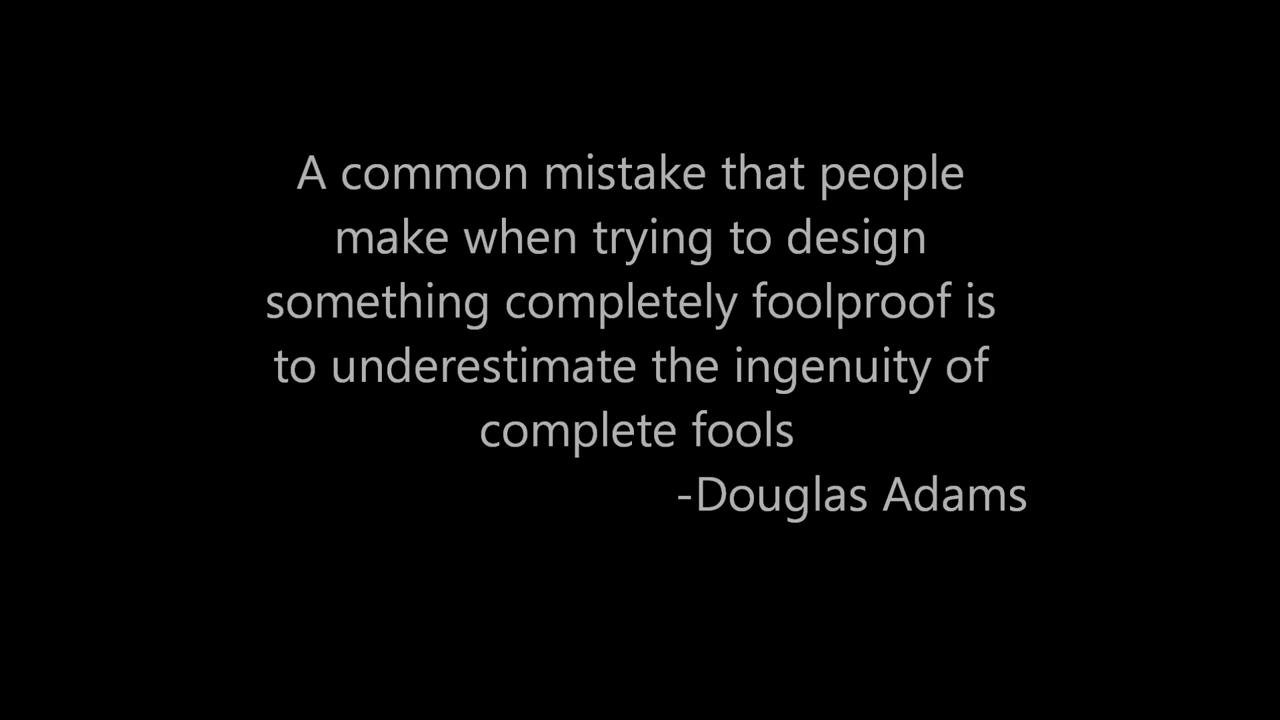 A common mistake that people
make when trying to design
something completely foolproof is
to underestimate the ingenuity of
complete fools
-Douglas Adams